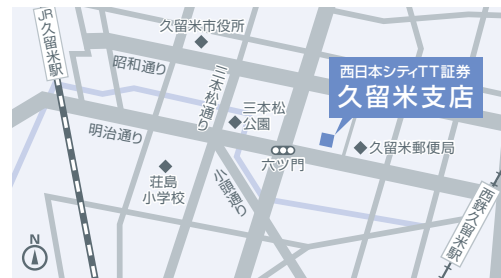 JR
久留米駅
久留米市役所
昭和通り
三本松通り
西日本シティTT証券
久留米支店
三本松
公園
明治通り
六ツ門
久留米郵便局
荘島
小学校
小頭通り
西鉄久留米駅
N